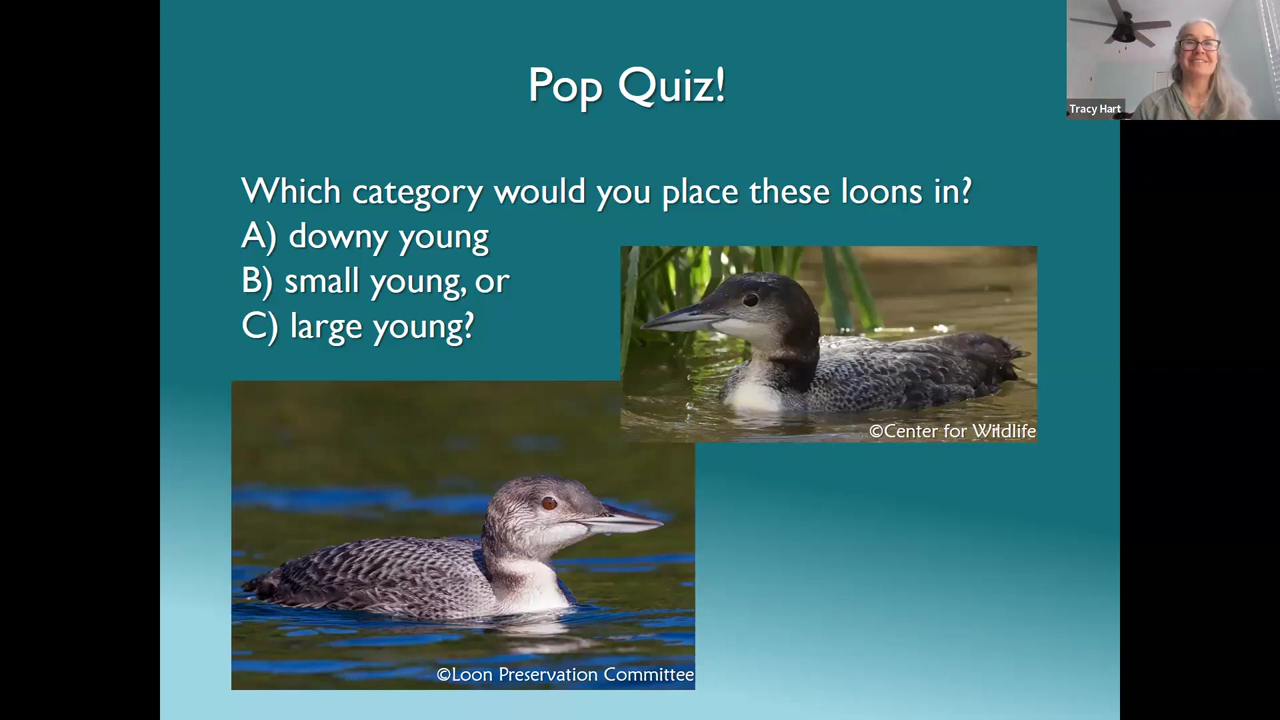 Pop Quiz!
Tracy Hart
Which category would you place these loons in?
A) downy young
B) small young, or
C) large young?
©Center for Wildlife
©Loon Preservation Committee